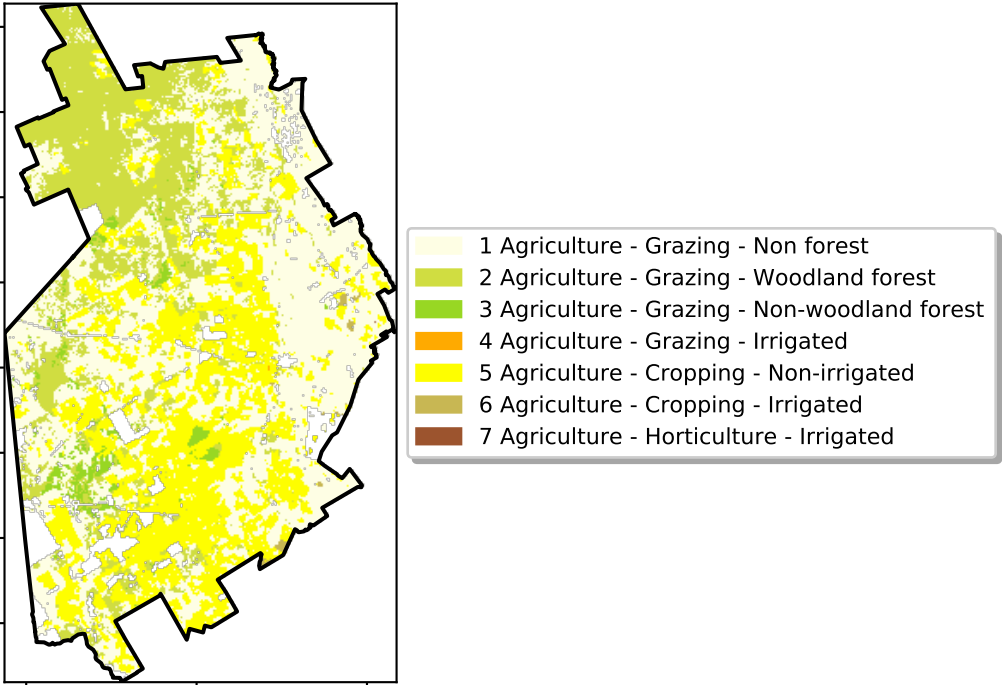 1 Agriculture - Grazing - Non forest
2 Agriculture - Grazing - Woodland forest
3 Agriculture - Grazing - Non-woodland forest
4 Agriculture - Grazing - Irrigated
5 Agriculture - Cropping - Non-irrigated
6 Agriculture - Cropping - Irrigated
7 Agriculture - Horticulture - Irrigated